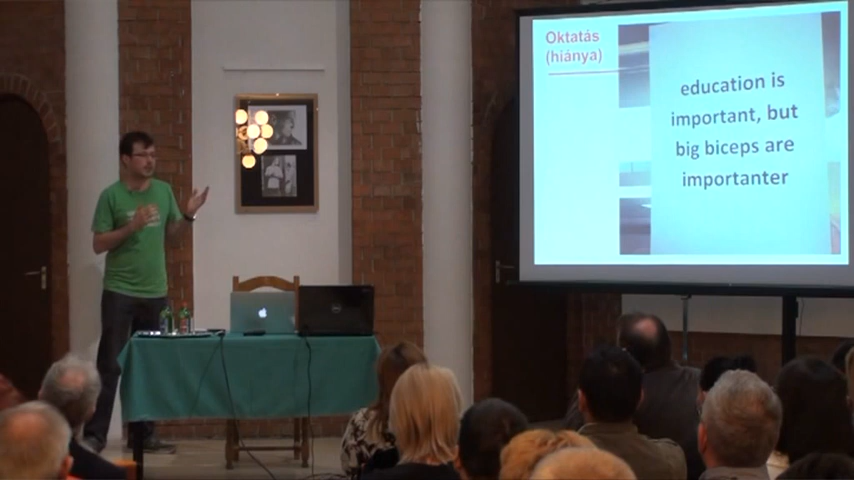 Oktatás
(hiánya)
education is
important, but
big biceps are
importanter